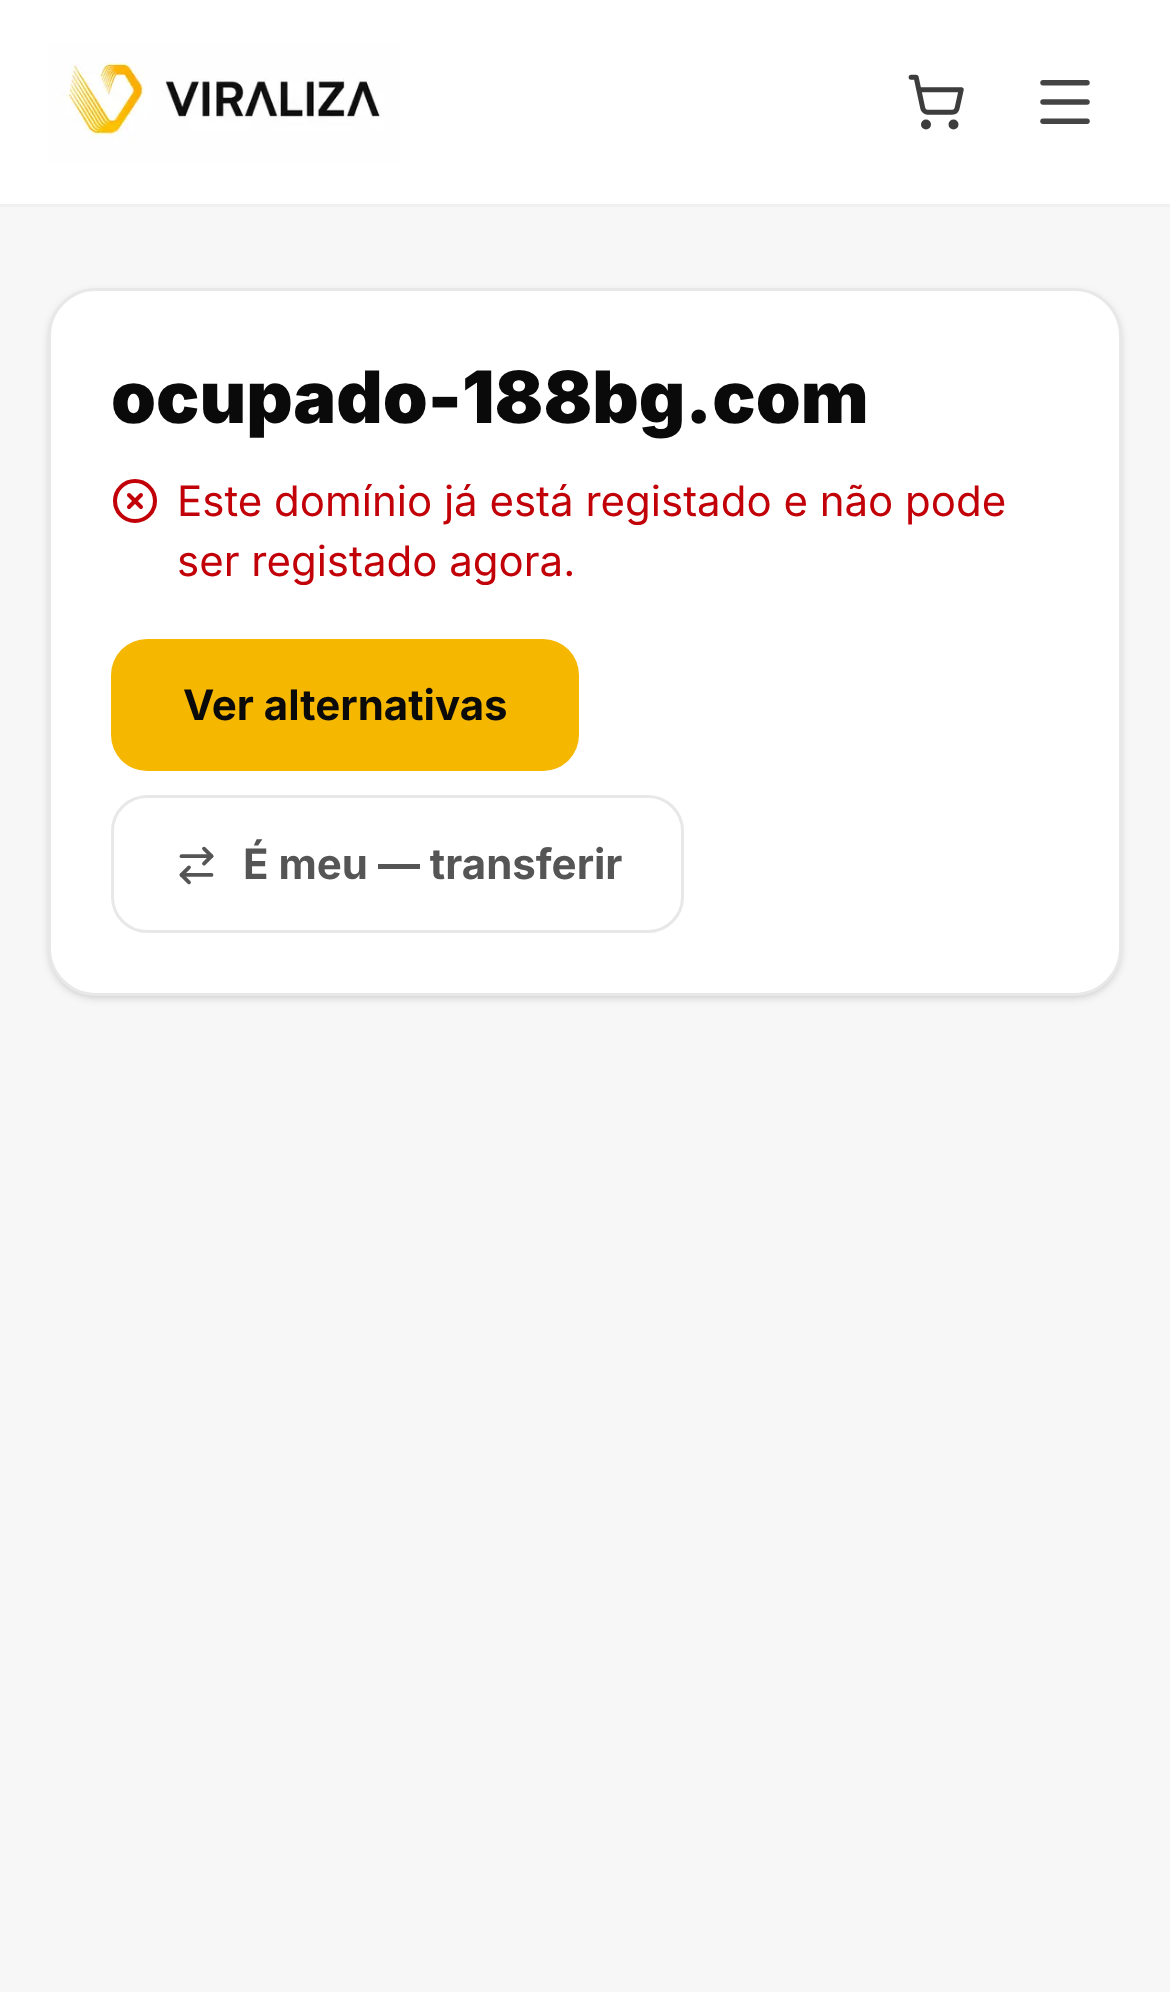 VIRALIZA
ocupado-188bg.com
Este domínio já está registado e não pode
ser registado agora.
Ver alternativas
É meu — transferir